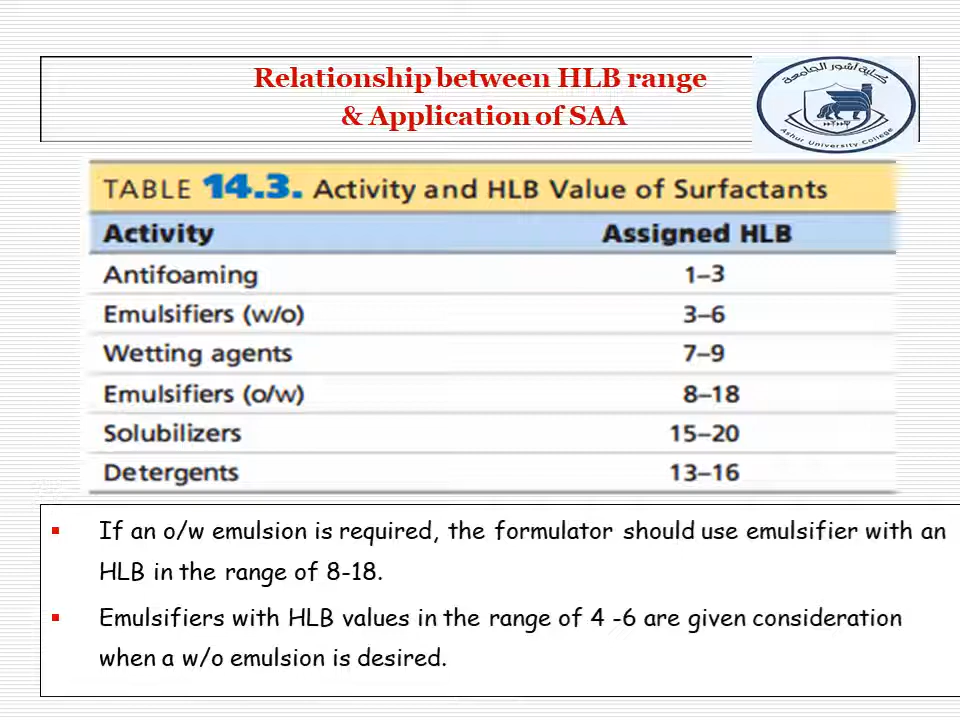 Relationship between HLB range
& Application of SAA
كلية اشور الجامعة
Ashur University College
TABLE 14.3. Activity and HLB Value of Surfactants
Activity Assigned HLB
Antifoaming 1–3
Emulsifiers (w/o) 3–6
Wetting agents 7–9
Emulsifiers (o/w) 8–18
Solubilizers 15–20
Detergents 13–16
▪ If an o/w emulsion is required, the formulator should use emulsifier with an
HLB in the range of 8-18.
▪ Emulsifiers with HLB values in the range of 4 -6 are given consideration
when a w/o emulsion is desired.